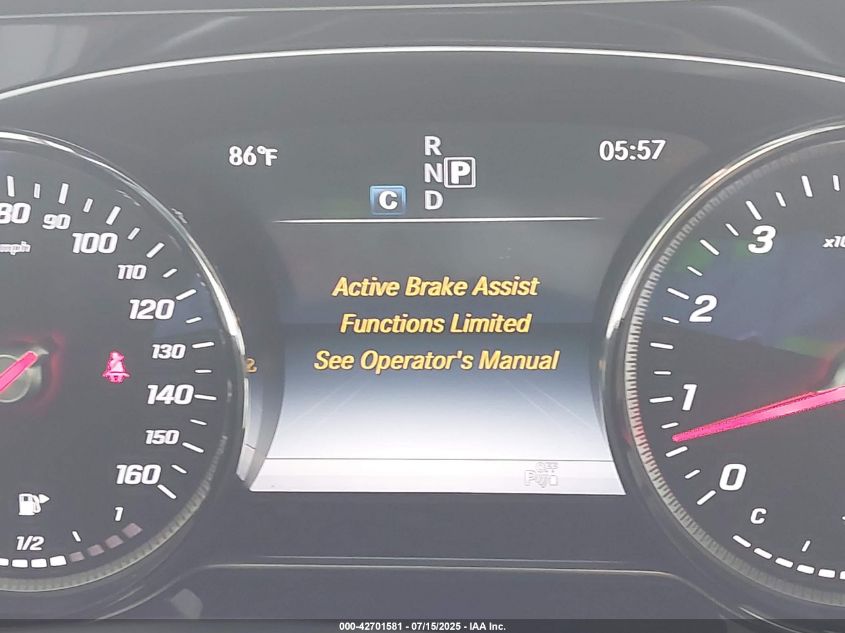 86°F
R
N P
C D
05:57
80
90
100
110
120
130
140
150
160
1/2
1
Active Brake Assist
Functions Limited
See Operator's Manual
OFF
3
2
1
0
C
000-42701581 - 07/15/2025 - IAA Inc.